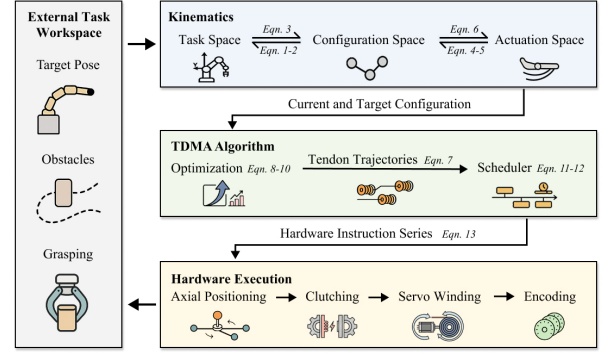 External Task
Workspace
Target Pose
Obstacles
Grasping
Kinematics
Task Space
Eqn. 3
Eqn. 1-2
Configuration Space
Eqn. 6
Eqn. 4-5
Actuation Space
Current and Target Configuration
TDMA Algorithm
Optimization Eqn. 8-10
Tendon Trajectories Eqn. 7
Scheduler Eqn. 11-12
Hardware Instruction Series Eqn. 13
Hardware Execution
Axial Positioning
Clutching
Servo Winding
Encoding